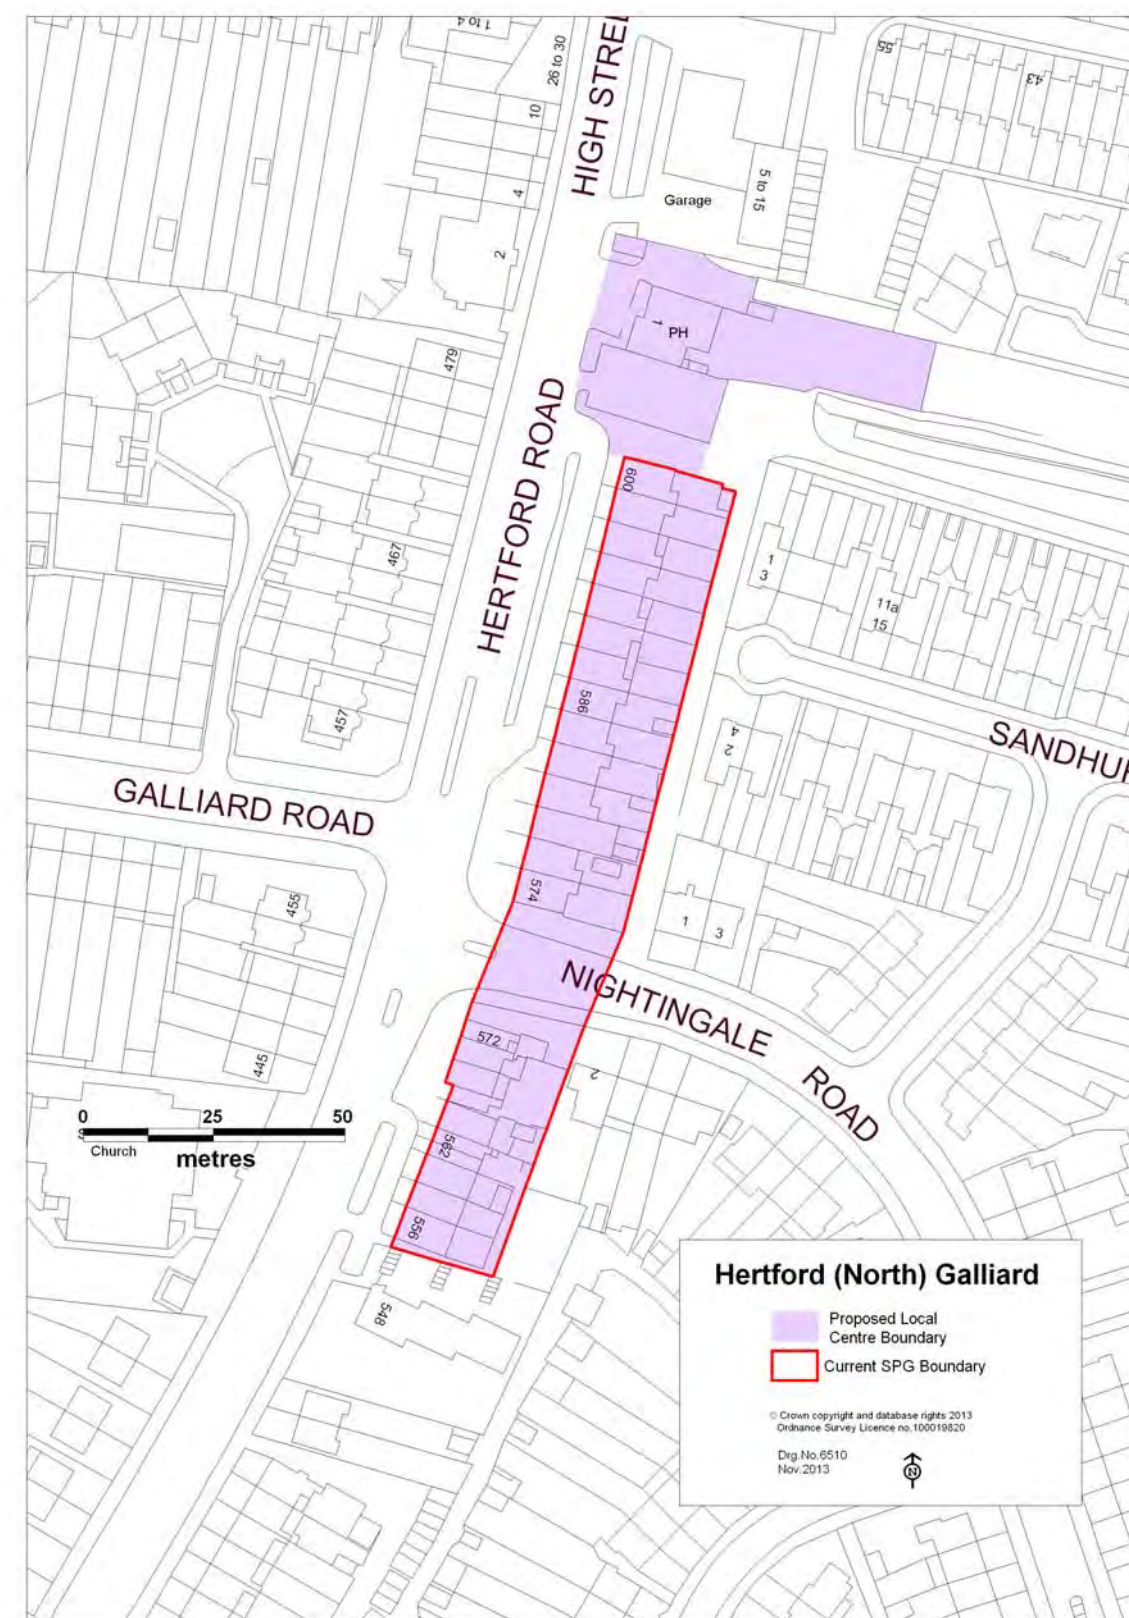 1 to 4
26 to 30
HIGH STREE
55
43
10
5 to 15
4
Garage
2
1
PH
479
HERTFORD ROAD
600
467
1
3
11a
15
586
457
4
2
SANDHUR
GALLIARD ROAD
574
455
1
3
NIGHTINGALE
ROAD
572
2
445
0 25 50
metres
Church
562
556
548
Hertford (North) Galliard
Proposed Local
Centre Boundary
Current SPG Boundary
© Crown copyright and database rights 2013
Ordnance Survey Licence no.100019820
Drg.No.6510
Nov.2013
N